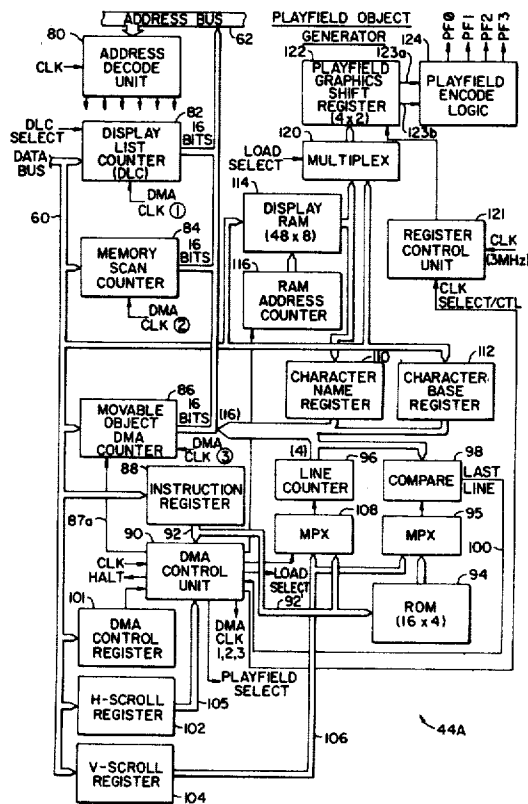 ADDRESS BUS
62
80
ADDRESS
DECODE
UNIT
CLK
PLAYFIELD OBJECT
GENERATOR
122
123a
124
PF0
PF1
PF2
PF3
PLAYFIELD
GRAPHICS
SHIFT
REGISTER
(4 x 2)
PLAYFIELD
ENCODE
LOGIC
123b
DLC
SELECT
82
DISPLAY
LIST
COUNTER
(DLC)
16
BITS
DATA
BUS
60
DMA
CLK ①
120
LOAD
SELECT
MULTIPLEX
114
DISPLAY
RAM
(48 x 8)
121
REGISTER
CONTROL
UNIT
CLK
(3MHz)
CLK
SELECT/CTL
84
MEMORY
SCAN
COUNTER
16
BITS
DMA
CLK ②
116
RAM
ADDRESS
COUNTER
110
CHARACTER
NAME
REGISTER
112
CHARACTER
BASE
REGISTER
86
MOVABLE
OBJECT
DMA
COUNTER
16
BITS
(16)
DMA
CLK ③
87a
88
INSTRUCTION
REGISTER
(4)
96
LINE
COUNTER
98
COMPARE
LAST
LINE
108
MPX
95
MPX
100
90
92
DMA
CONTROL
UNIT
CLK
HALT
LOAD
SELECT
92'
94
ROM
(16 x 4)
101
DMA
CONTROL
REGISTER
DMA
CLK
1,2,3
PLAYFIELD
SELECT
H-SCROLL
REGISTER
102
105
106
V-SCROLL
REGISTER
104
44A